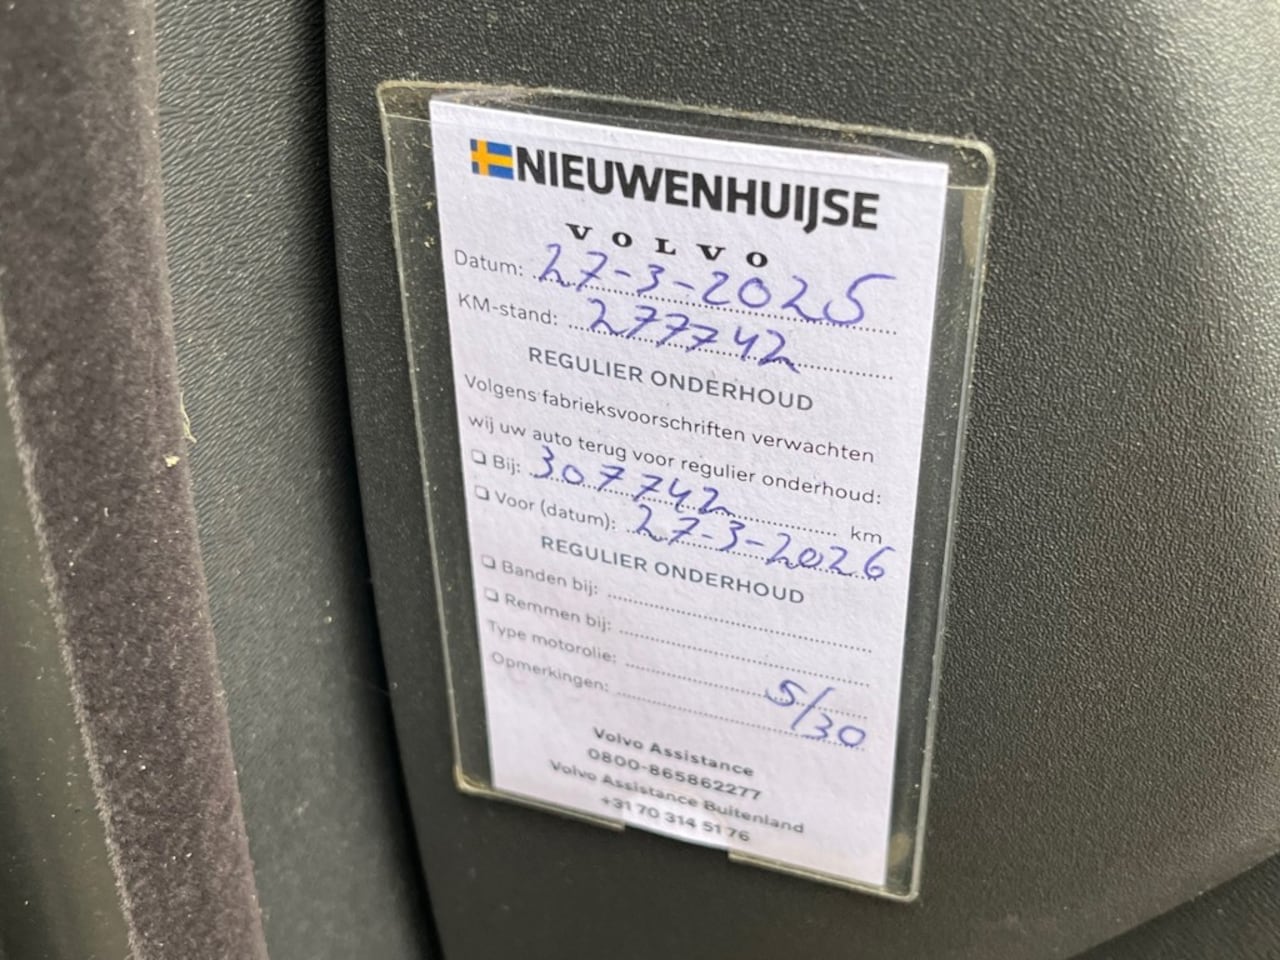 NIEUWENHUIJSE
VOLVO
Datum: 27-3-2025
KM-stand: 277742
REGULIER ONDERHOUD
Volgens fabrieksvoorschriften verwachten
wij uw auto terug voor regulier onderhoud:
❏ Bij: 307742 km
❏ Voor (datum): 27-3-2026
REGULIER ONDERHOUD
❏ Banden bij:
❏ Remmen bij:
Type motorolie: 5/30
Opmerkingen:
Volvo Assistance
0800-865862277
Volvo Assistance Buitenland
+31 70 314 51 76